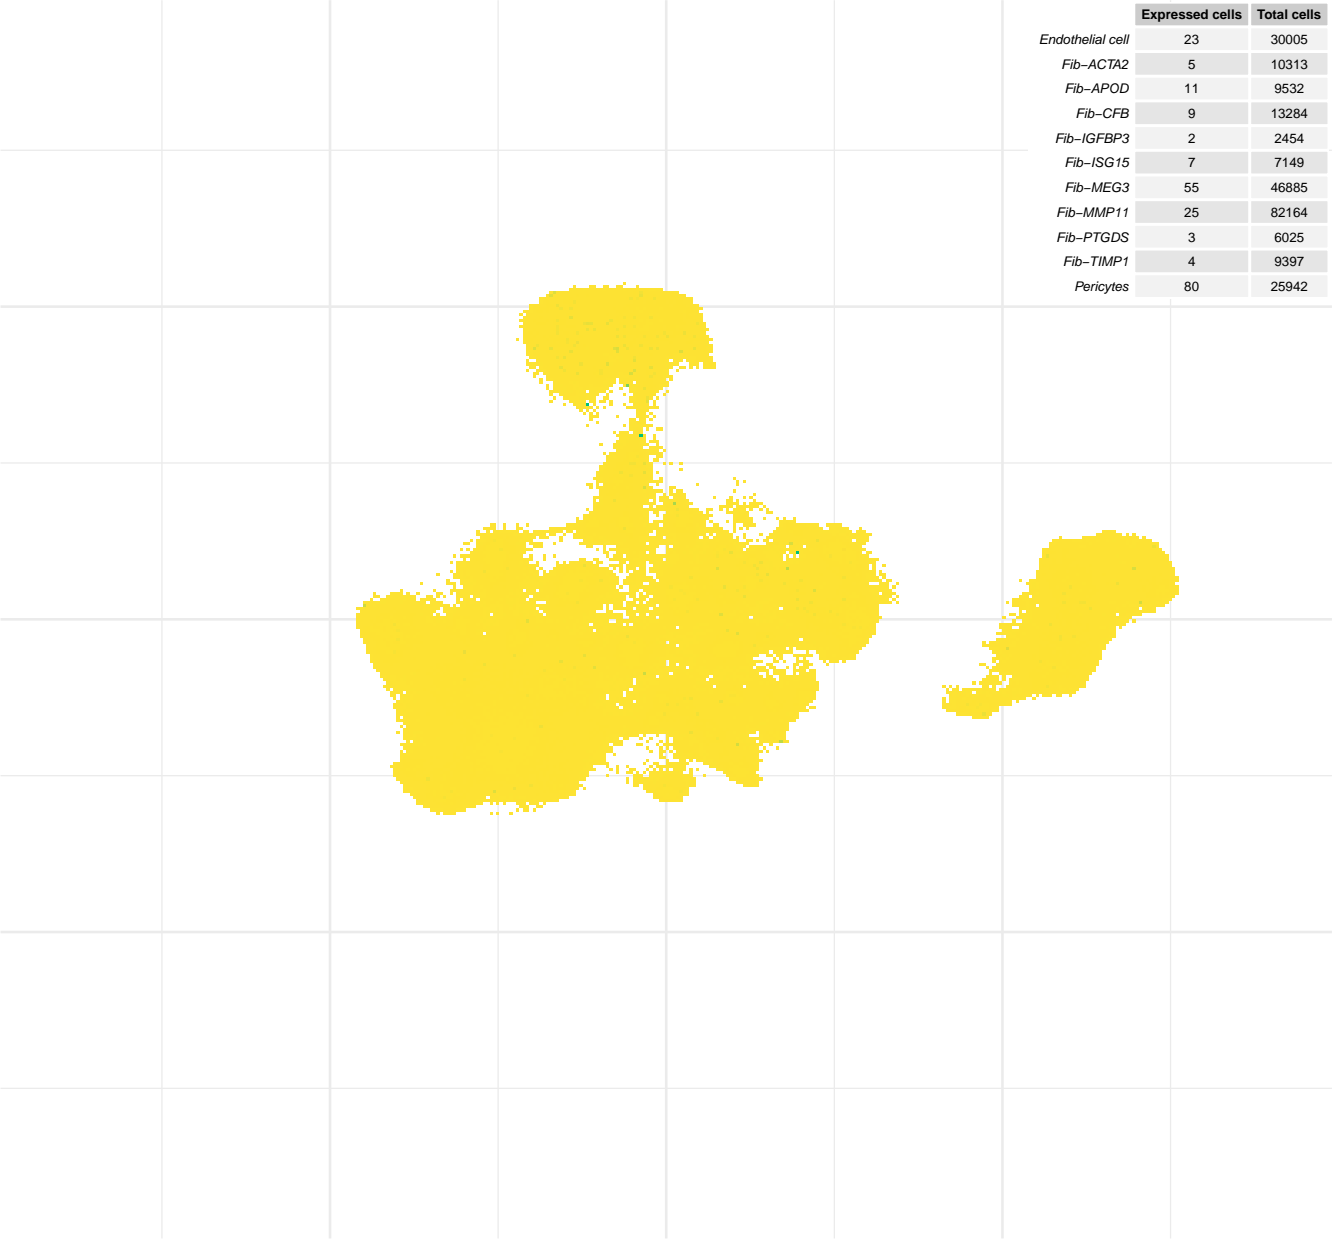 Expressed cells Total cells
Endothelial cell 23 30005
Fib−ACTA2 5 10313
Fib−APOD 11 9532
Fib−CFB 9 13284
Fib−IGFBP3 2 2454
Fib−ISG15 7 7149
Fib−MEG3 55 46885
Fib−MMP11 25 82164
Fib−PTGDS 3 6025
Fib−TIMP1 4 9397
Pericytes 80 25942